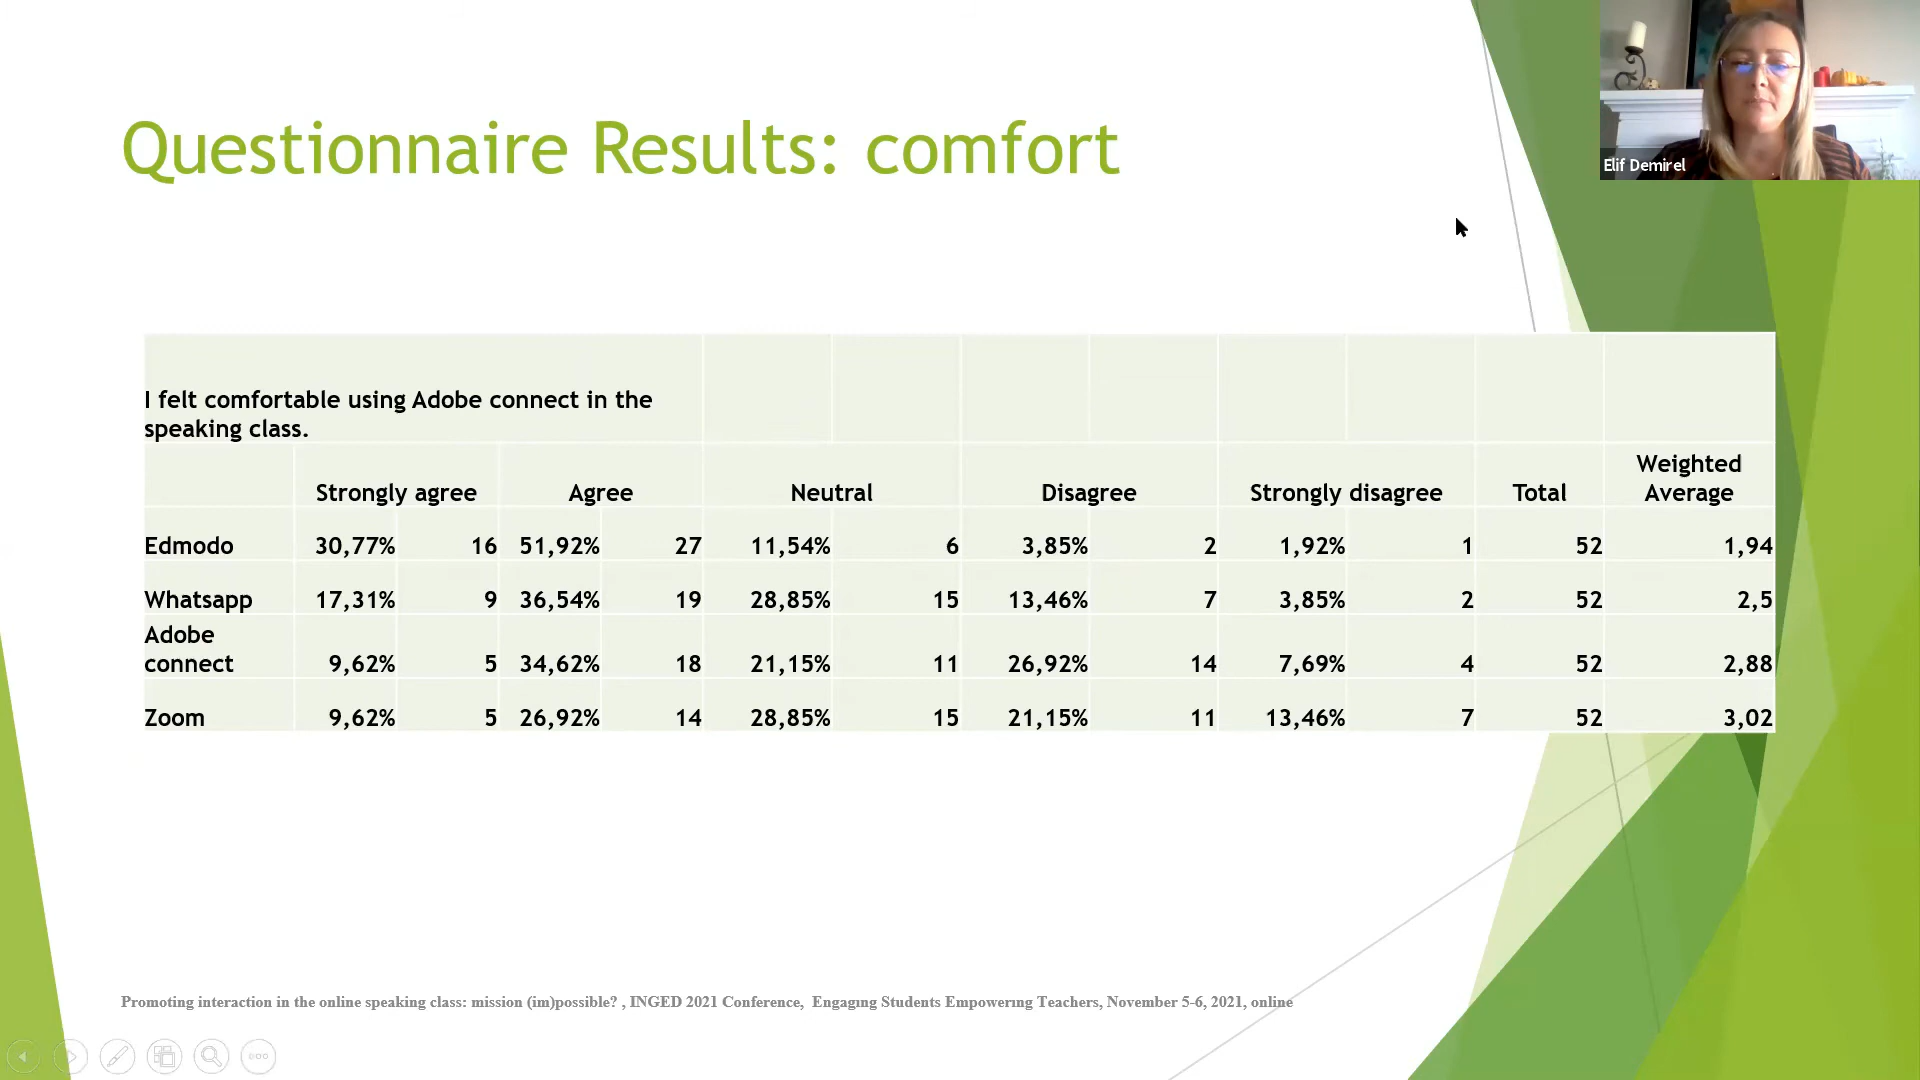 Elif Demirel
Questionnaire Results: comfort
I felt comfortable using Adobe connect in the
speaking class.
Strongly agree Agree Neutral Disagree Strongly disagree Total Weighted Average
Edmodo 30,77% 16 51,92% 27 11,54% 6 3,85% 2 1,92% 1 52 1,94
Whatsapp 17,31% 9 36,54% 19 28,85% 15 13,46% 7 3,85% 2 52 2,5
Adobe connect 9,62% 5 34,62% 18 21,15% 11 26,92% 14 7,69% 4 52 2,88
Zoom 9,62% 5 26,92% 14 28,85% 15 21,15% 11 13,46% 7 52 3,02
Promoting interaction in the online speaking class: mission (im)possible? , INGED 2021 Conference, Engagıng Students Empowerıng Teachers, November 5-6, 2021, online